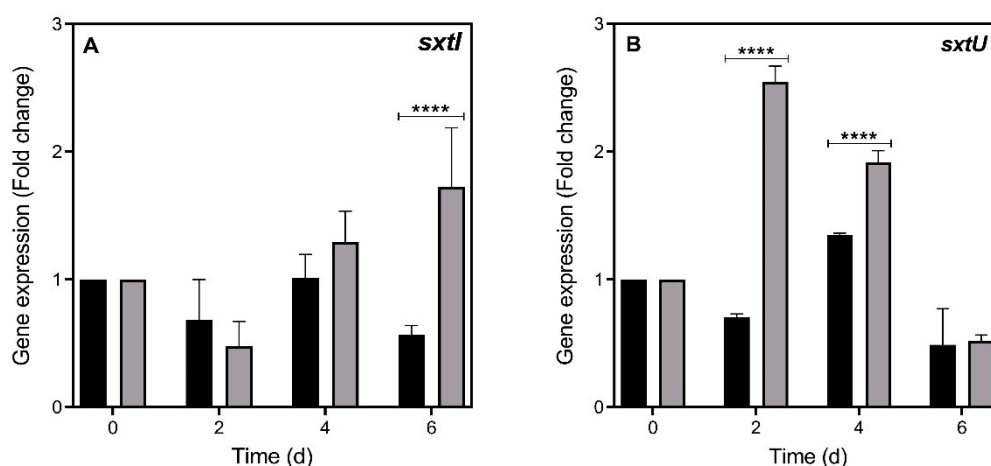 A
sxtI
Gene expression (Fold change)
3
2
1
0
****
0 2 4 6
Time (d)
B
sxtU
Gene expression (Fold change)
3
2
1
0
****
****
0 2 4 6
Time (d)